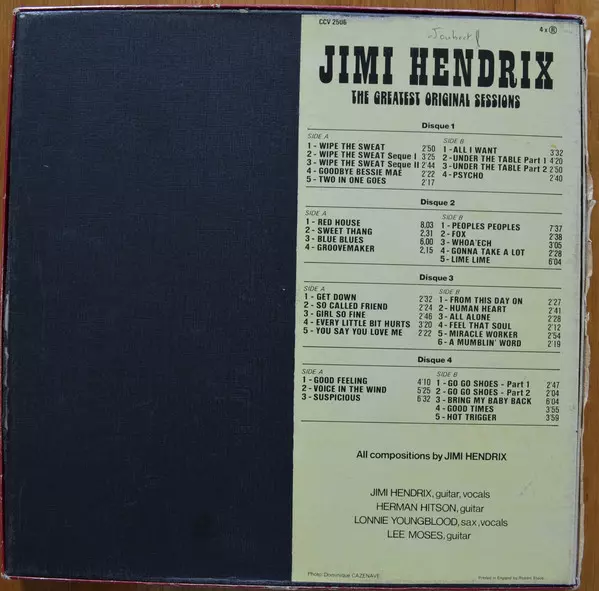 CCV 2506
4 x
JIMI HENDRIX
THE GREATEST ORIGINAL SESSIONS
Disque 1
SIDE A
1 - WIPE THE SWEAT 2'50
2 - WIPE THE SWEAT Seque I 3'25
3 - WIPE THE SWEAT Seque II 2'44
4 - GOODBYE BESSIE MAE 2'22
5 - TWO IN ONE GOES 2'17
SIDE B
1 - ALL I WANT 3'32
2 - UNDER THE TABLE Part 1 4'20
3 - UNDER THE TABLE Part 2 2'50
4 - PSYCHO 2'40
Disque 2
SIDE A
1 - RED HOUSE 8,03
2 - SWEET THANG 2,31
3 - BLUE BLUES 6,00
4 - GROOVEMAKER 2,15
SIDE B
1 - PEOPLES PEOPLES 7'37
2 - FOX 2'38
3 - WHOA'ECH 3'05
4 - GONNA TAKE A LOT 2'28
5 - LIME LIME 6'04
Disque 3
SIDE A
1 - GET DOWN 2'32
2 - SO CALLED FRIEND 2'24
3 - GIRL SO FINE 2'46
4 - EVERY LITTLE BIT HURTS 3'20
5 - YOU SAY YOU LOVE ME 2'22
SIDE B
1 - FROM THIS DAY ON 2'27
2 - HUMAN HEART 2'41
3 - ALL ALONE 2'28
4 - FEEL THAT SOUL 2'12
5 - MIRACLE WORKER 2'54
6 - A MUMBLIN' WORD 2'19
Disque 4
SIDE A
1 - GOOD FEELING 4'10
2 - VOICE IN THE WIND 5'25
3 - SUSPICIOUS 6'32
SIDE B
1 - GO GO SHOES - Part 1 2'47
2 - GO GO SHOES - Part 2 2'04
3 - BRING MY BABY BACK 6'04
4 - GOOD TIMES 3'55
5 - HOT TRIGGER 3'59
All compositions by JIMI HENDRIX
JIMI HENDRIX, guitar, vocals
HERMAN HITSON, guitar
LONNIE YOUNGBLOOD, sax, vocals
LEE MOSES, guitar
Photo: Dominique CAZENAVE
Printed in England by Robert